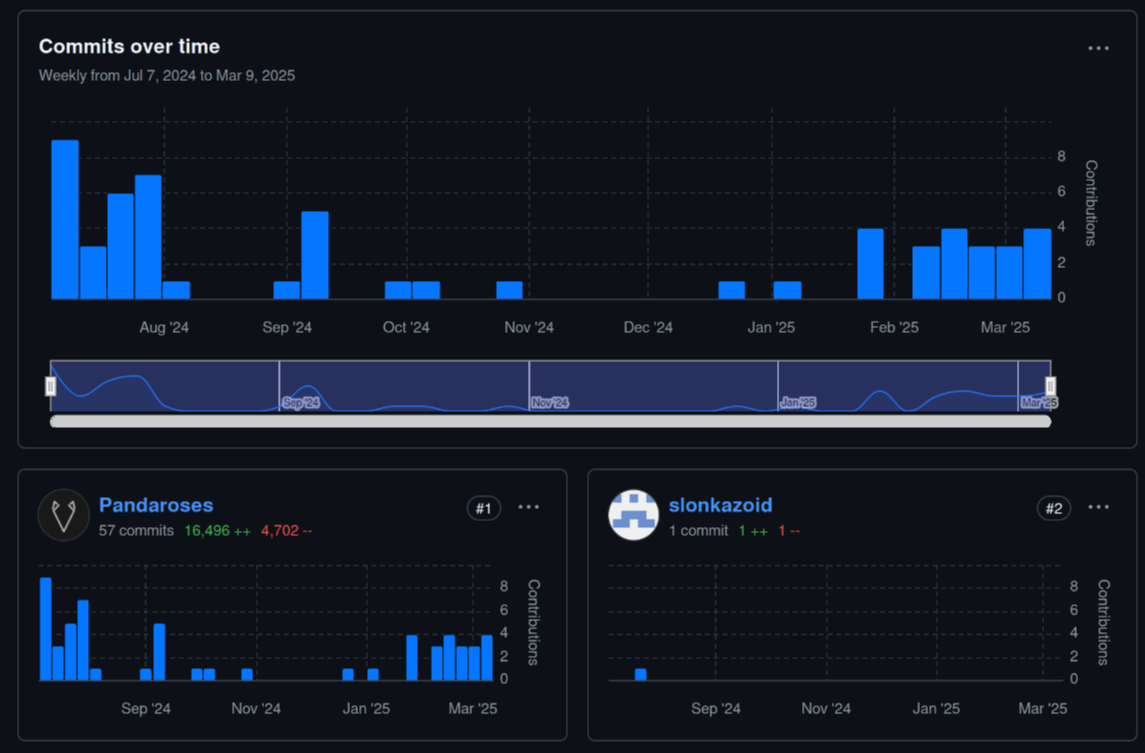 Commits over time
Weekly from Jul 7, 2024 to Mar 9, 2025
8
6
4
2
0
Contributions
Aug '24 Sep '24 Oct '24 Nov '24 Dec '24 Jan '25 Feb '25 Mar '25
Sep '24 Nov '24 Jan '25 Mar '25
Pandaroses #1
57 commits 16,496 ++ 4,702 --
8
6
4
2
0
Contributions
Sep '24 Nov '24 Jan '25 Mar '25
slonkazoid #2
1 commit 1 ++ 1 --
8
6
4
2
0
Contributions
Sep '24 Nov '24 Jan '25 Mar '25